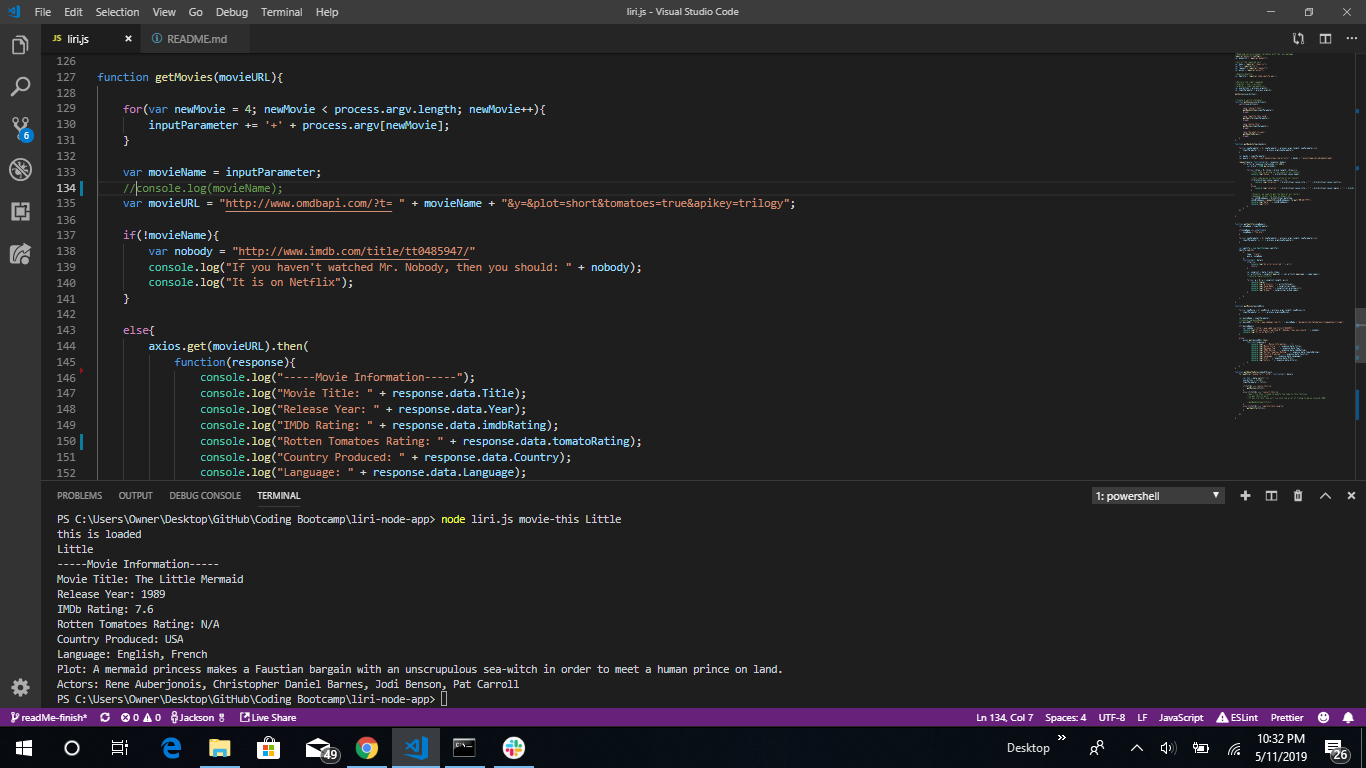 File Edit Selection View Go Debug Terminal Help
liri.js - Visual Studio Code
JS liri.js × README.md
126
127 function getMovies(movieURL){
128
129 for(var newMovie = 4; newMovie < process.argv.length; newMovie++){
130 inputParameter += '+' + process.argv[newMovie];
131 }
132
133 var movieName = inputParameter;
134 //console.log(movieName);
135 var movieURL = "http://www.omdbapi.com/?t= " + movieName + "&y=&plot=short&tomatoes=true&apikey=trilogy";
136
137 if(!movieName){
138 var nobody = "http://www.imdb.com/title/tt0485947/"
139 console.log("If you haven't watched Mr. Nobody, then you should: " + nobody);
140 console.log("It is on Netflix");
141 }
142
143 else{
144 axios.get(movieURL).then(
145 function(response){
146 console.log("-----Movie Information-----");
147 console.log("Movie Title: " + response.data.Title);
148 console.log("Release Year: " + response.data.Year);
149 console.log("IMDb Rating: " + response.data.imdbRating);
150 console.log("Rotten Tomatoes Rating: " + response.data.tomatoRating);
151 console.log("Country Produced: " + response.data.Country);
152 console.log("Language: " + response.data.Language);
6
PROBLEMS OUTPUT DEBUG CONSOLE TERMINAL
1: powershell
PS C:\Users\Owner\Desktop\GitHub\Coding Bootcamp\liri-node-app> node liri.js movie-this Little
this is loaded
Little
-----Movie Information-----
Movie Title: The Little Mermaid
Release Year: 1989
IMDb Rating: 7.6
Rotten Tomatoes Rating: N/A
Country Produced: USA
Language: English, French
Plot: A mermaid princess makes a Faustian bargain with an unscrupulous sea-witch in order to meet a human prince on land.
Actors: Rene Auberjonois, Christopher Daniel Barnes, Jodi Benson, Pat Carroll
PS C:\Users\Owner\Desktop\GitHub\Coding Bootcamp\liri-node-app>
readMe-finish* 0 0 Jackson Live Share
Ln 134, Col 7 Spaces: 4 UTF-8 LF JavaScript ESLint Prettier
49
Desktop
10:32 PM
5/11/2019
26